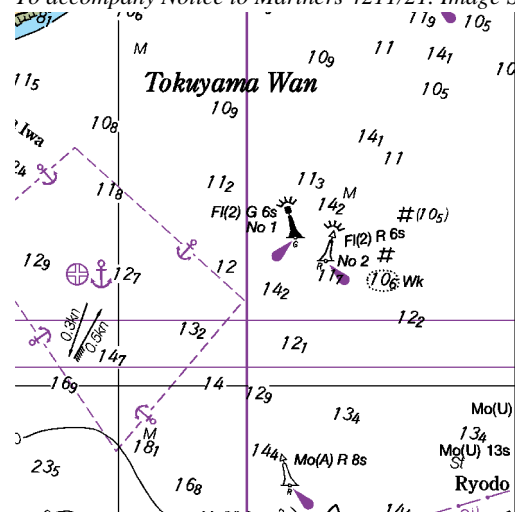 To accompany Notice to Mariners 4211/21. Image S
11₉ 10₅
M
10₉ 11 14₁
Tokuyama Wan 10
11₅ 10₉ 10₅
10₈ 14₁
Iwa 11
11₂ 11₃
11₈ 14₂ M
Fl(2) G 6s #(10₅)
No 1
G Fl(2) R 6s
R No 2 #
12₉ 12₇ 12 11₇ 10₆ Wk
14₂
0.3kn 0.5kn 13₂ 12₂
14₇ 12₁
16₉ 14 12₉
13₄ Mo(U)
M 13₄
18₁ 14₄ Mo(A) R 8s Mo(U) 13s
St
23₅ 16₈ R Ryodo